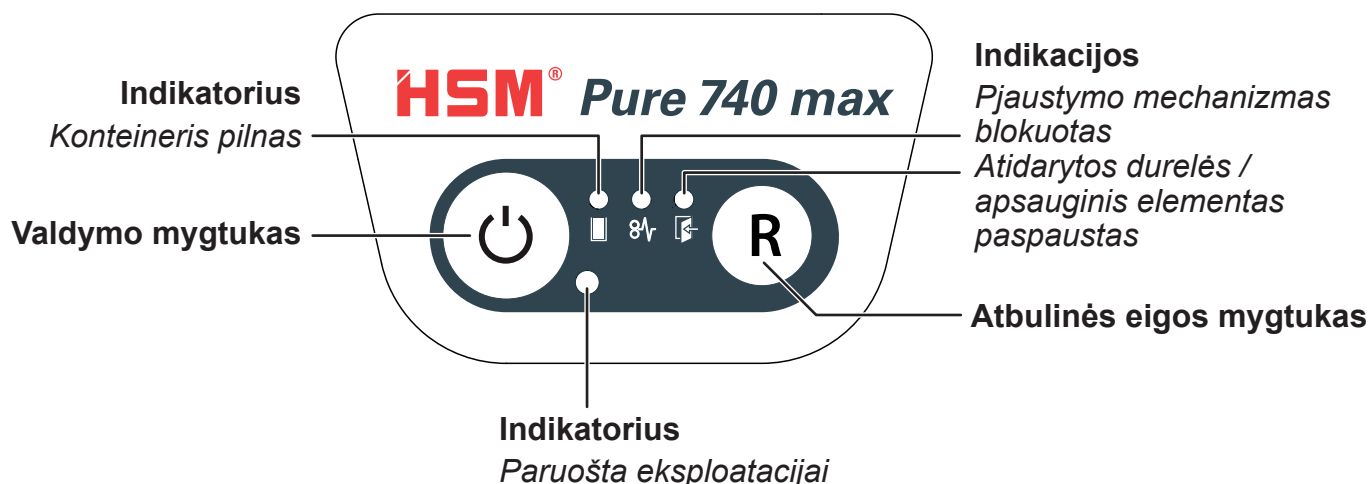 HSM® Pure 740 max
Indikatorius
Konteineris pilnas
Valdymo mygtukas
Indikacijos
Pjaustymo mechanizmas
blokuotas
Atidarytos durelės /
apsauginis elementas
paspaustas
R
Atbulinės eigos mygtukas
Indikatorius
Paruošta eksploatacijai